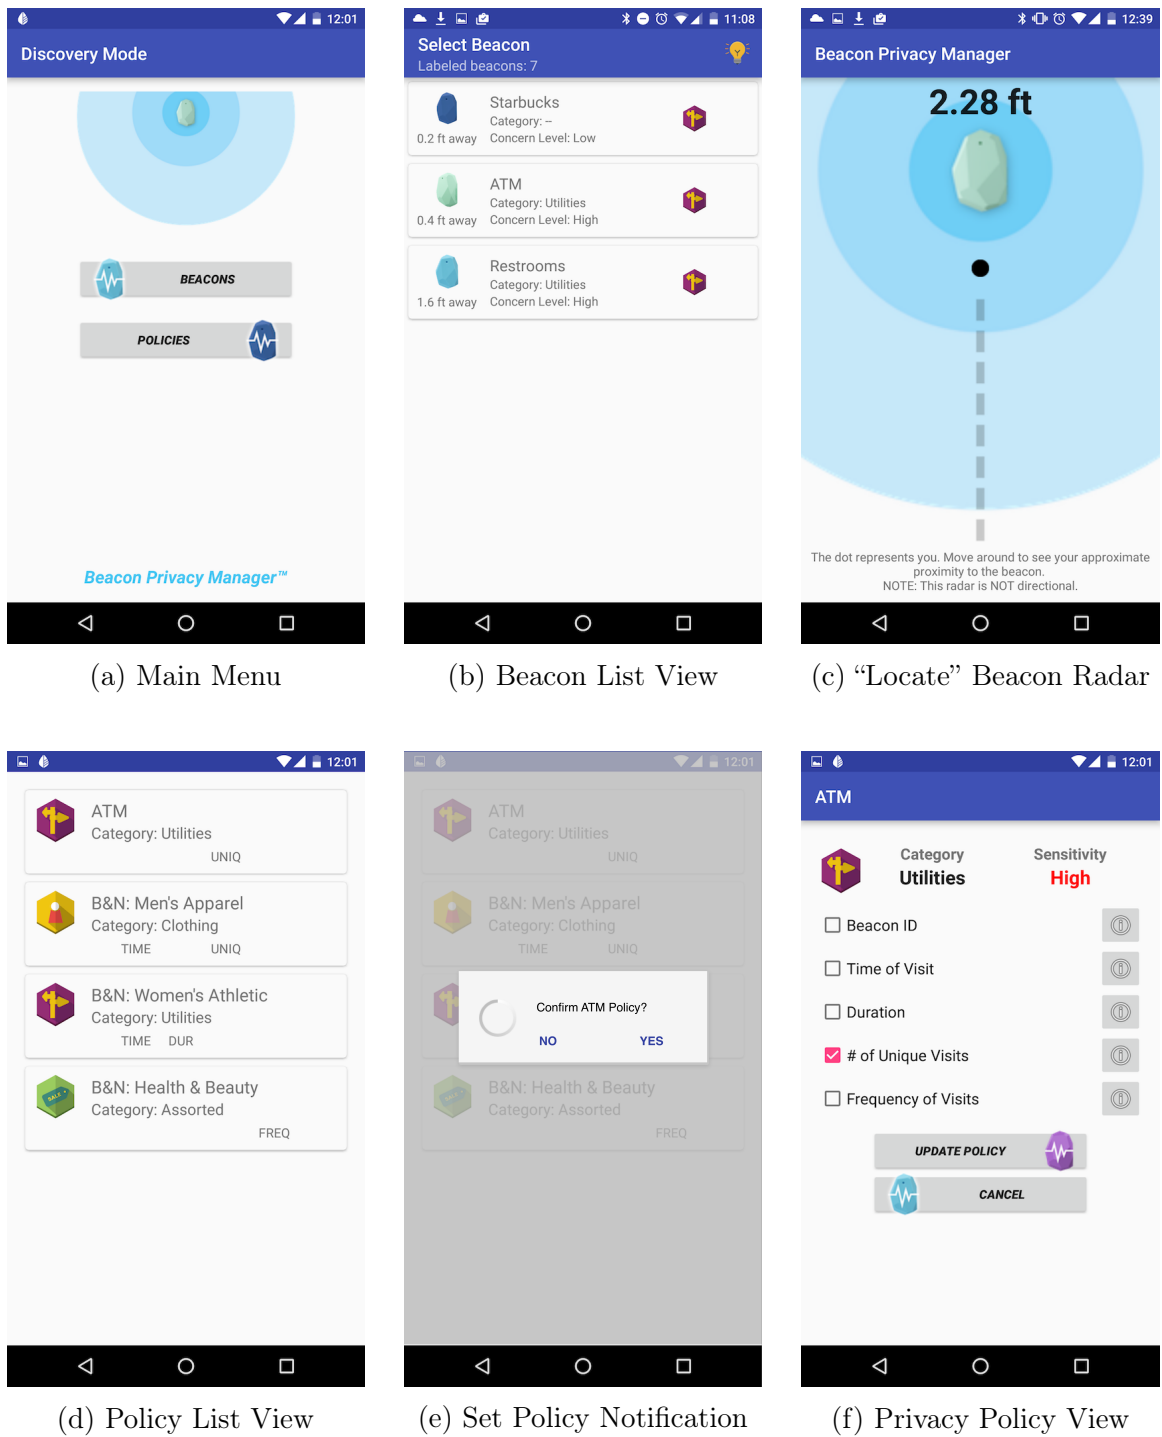 12:01
Discovery Mode
BEACONS
POLICIES
Beacon Privacy Manager™
(a) Main Menu
11:08
Select Beacon
Labeled beacons: 7
Starbucks
Category: –
0.2 ft away
Concern Level: Low
ATM
Category: Utilities
0.4 ft away
Concern Level: High
Restrooms
Category: Utilities
1.6 ft away
Concern Level: High
(b) Beacon List View
12:39
Beacon Privacy Manager
2.28 ft
The dot represents you. Move around to see your approximate
proximity to the beacon.
NOTE: This radar is NOT directional.
(c) “Locate” Beacon Radar
12:01
ATM
Category: Utilities
UNIQ
B&N: Men's Apparel
Category: Clothing
TIME UNIQ
B&N: Women's Athletic
Category: Utilities
TIME DUR
B&N: Health & Beauty
Category: Assorted
SALE
FREQ
(d) Policy List View
12:01
ATM
Category: Utilities
UNIQ
B&N: Men's Apparel
Category: Clothing
TIME UNIQ
Confirm ATM Policy?
NO YES
B&N: Health & Beauty
Category: Assorted
SALE
FREQ
(e) Set Policy Notification
12:01
ATM
Category Sensitivity
Utilities High
Beacon ID
Time of Visit
Duration
# of Unique Visits
Frequency of Visits
UPDATE POLICY
CANCEL
(f) Privacy Policy View